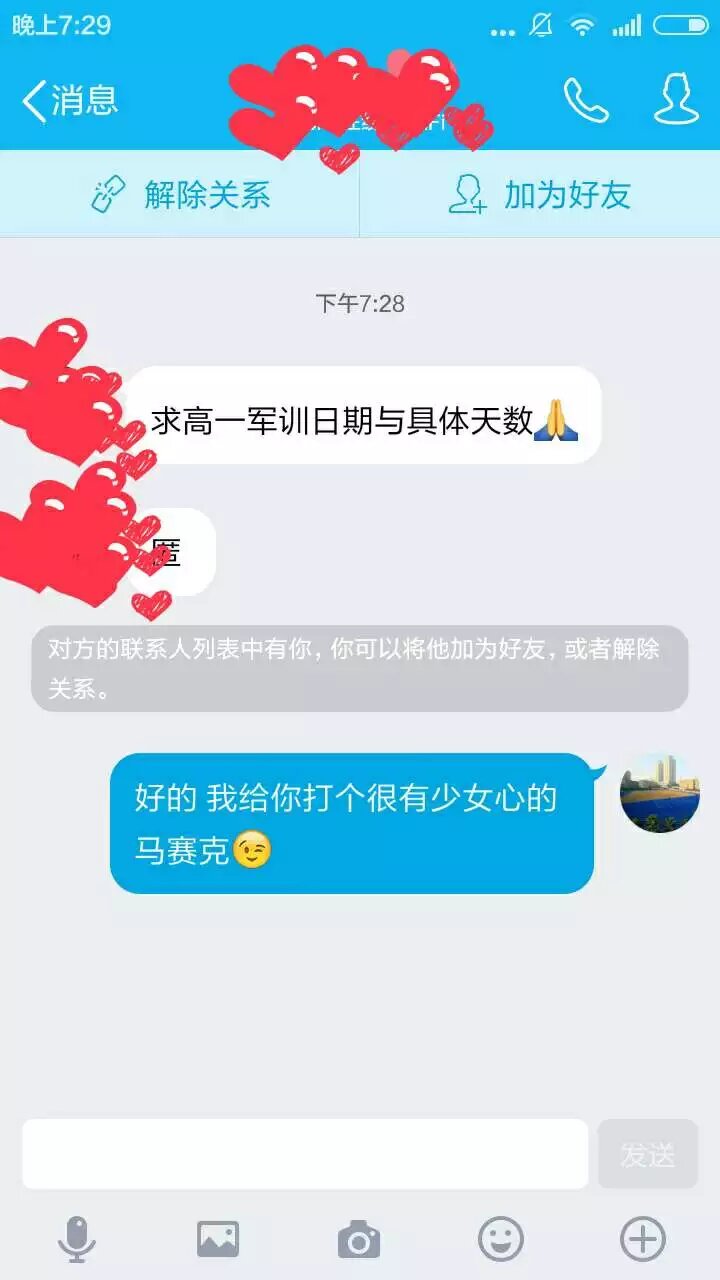 晚上7:29
消息
解除关系
加为好友
下午7:28
求高一军训日期与具体天数🙏
匿
对方的联系人列表中有你，你可以将他加为好友，或者解除
关系。
好的 我给你打个很有少女心的
马赛克😉
发送